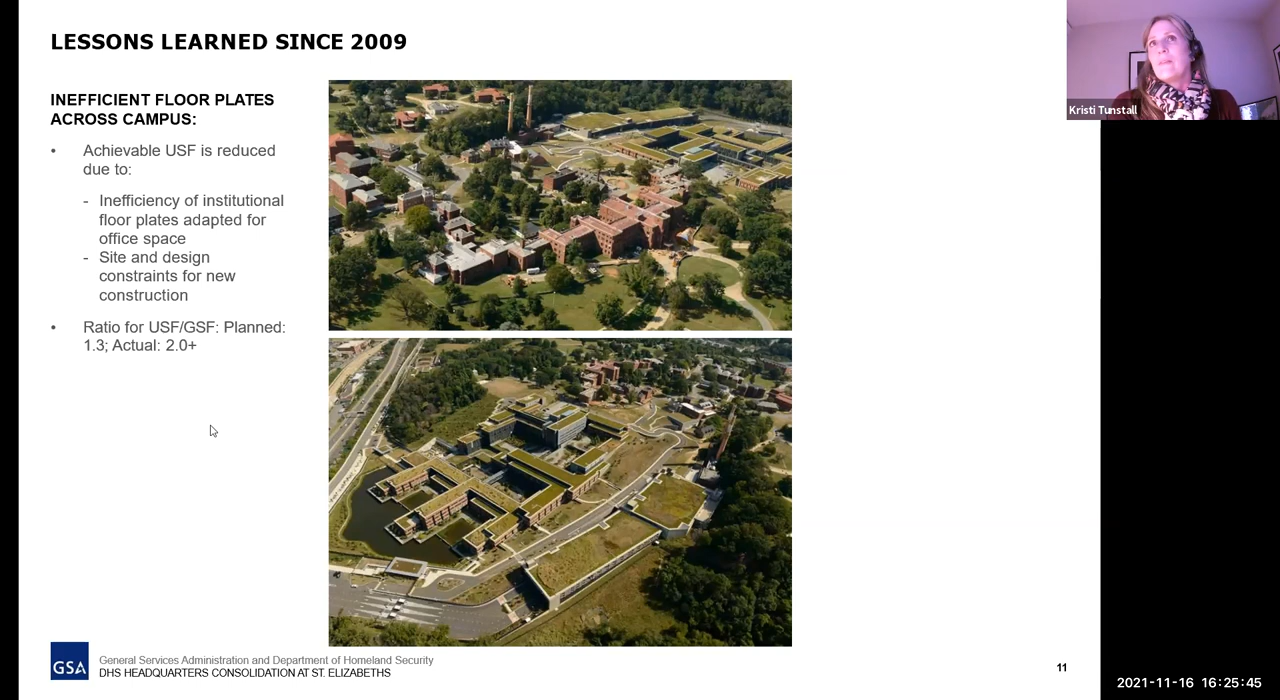 LESSONS LEARNED SINCE 2009
INEFFICIENT FLOOR PLATES
ACROSS CAMPUS:
• Achievable USF is reduced
due to:
- Inefficiency of institutional
floor plates adapted for
office space
- Site and design
constraints for new
construction
• Ratio for USF/GSF: Planned:
1.3; Actual: 2.0+
Kristi Tunstall
GSA
General Services Administration and Department of Homeland Security
DHS HEADQUARTERS CONSOLIDATION AT ST. ELIZABETHS
11
2021-11-16 16:25:45